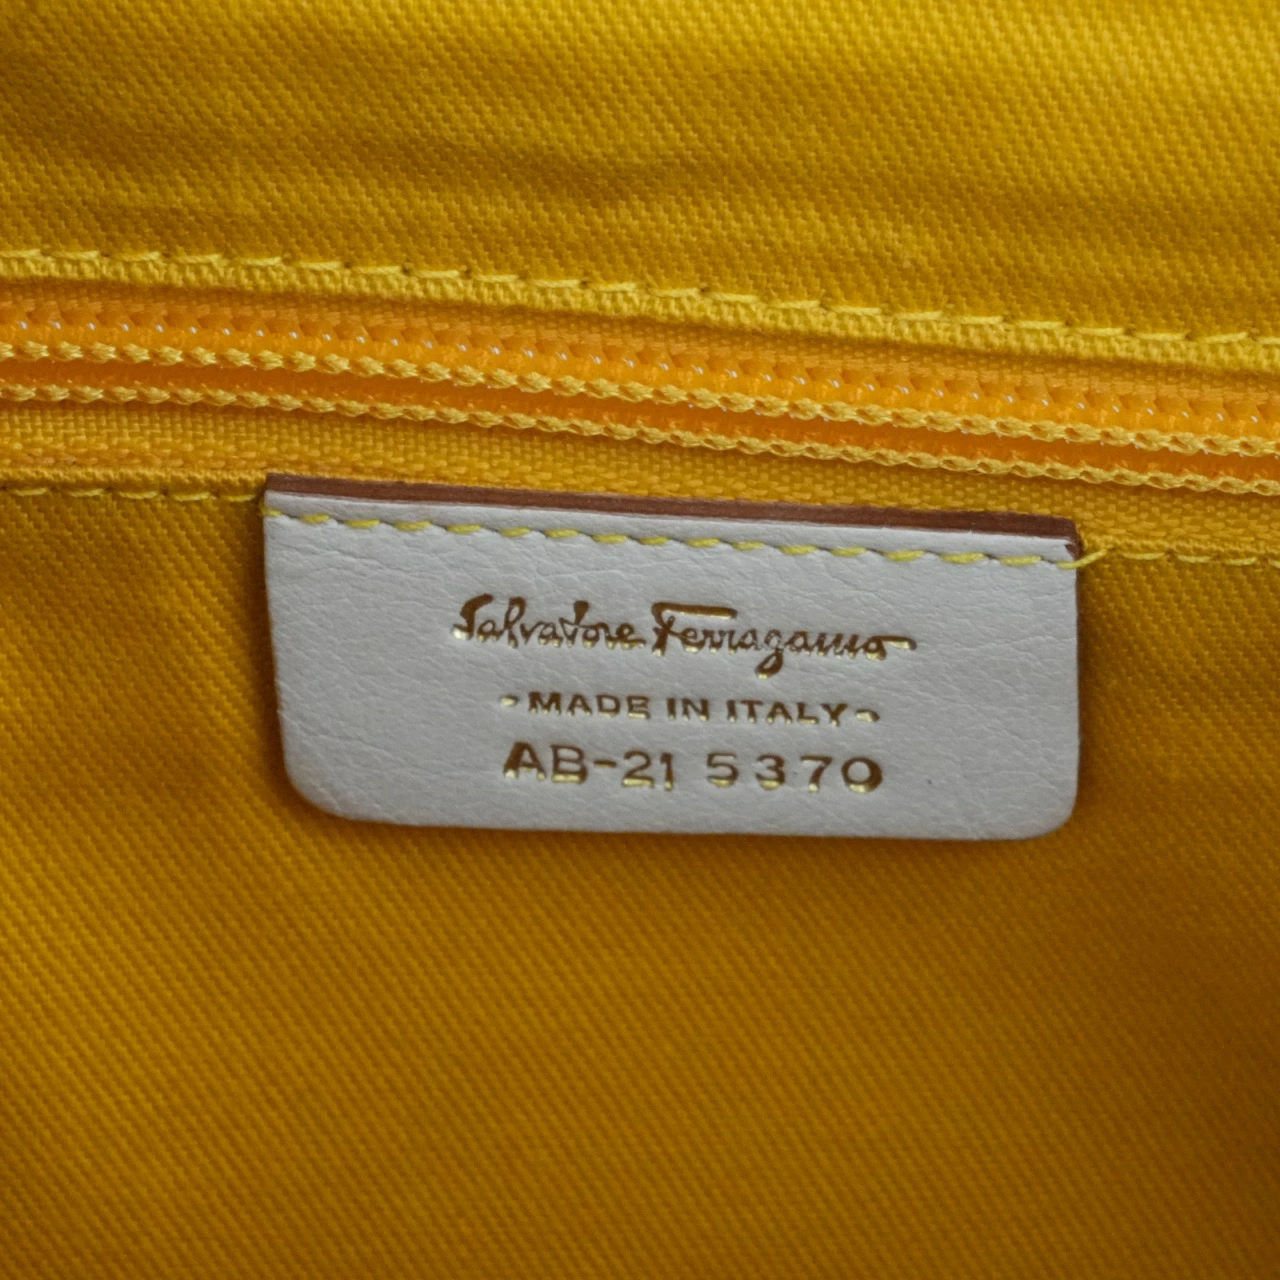 Salvatore Ferragamo
-MADE IN ITALY-
AB-21 5370